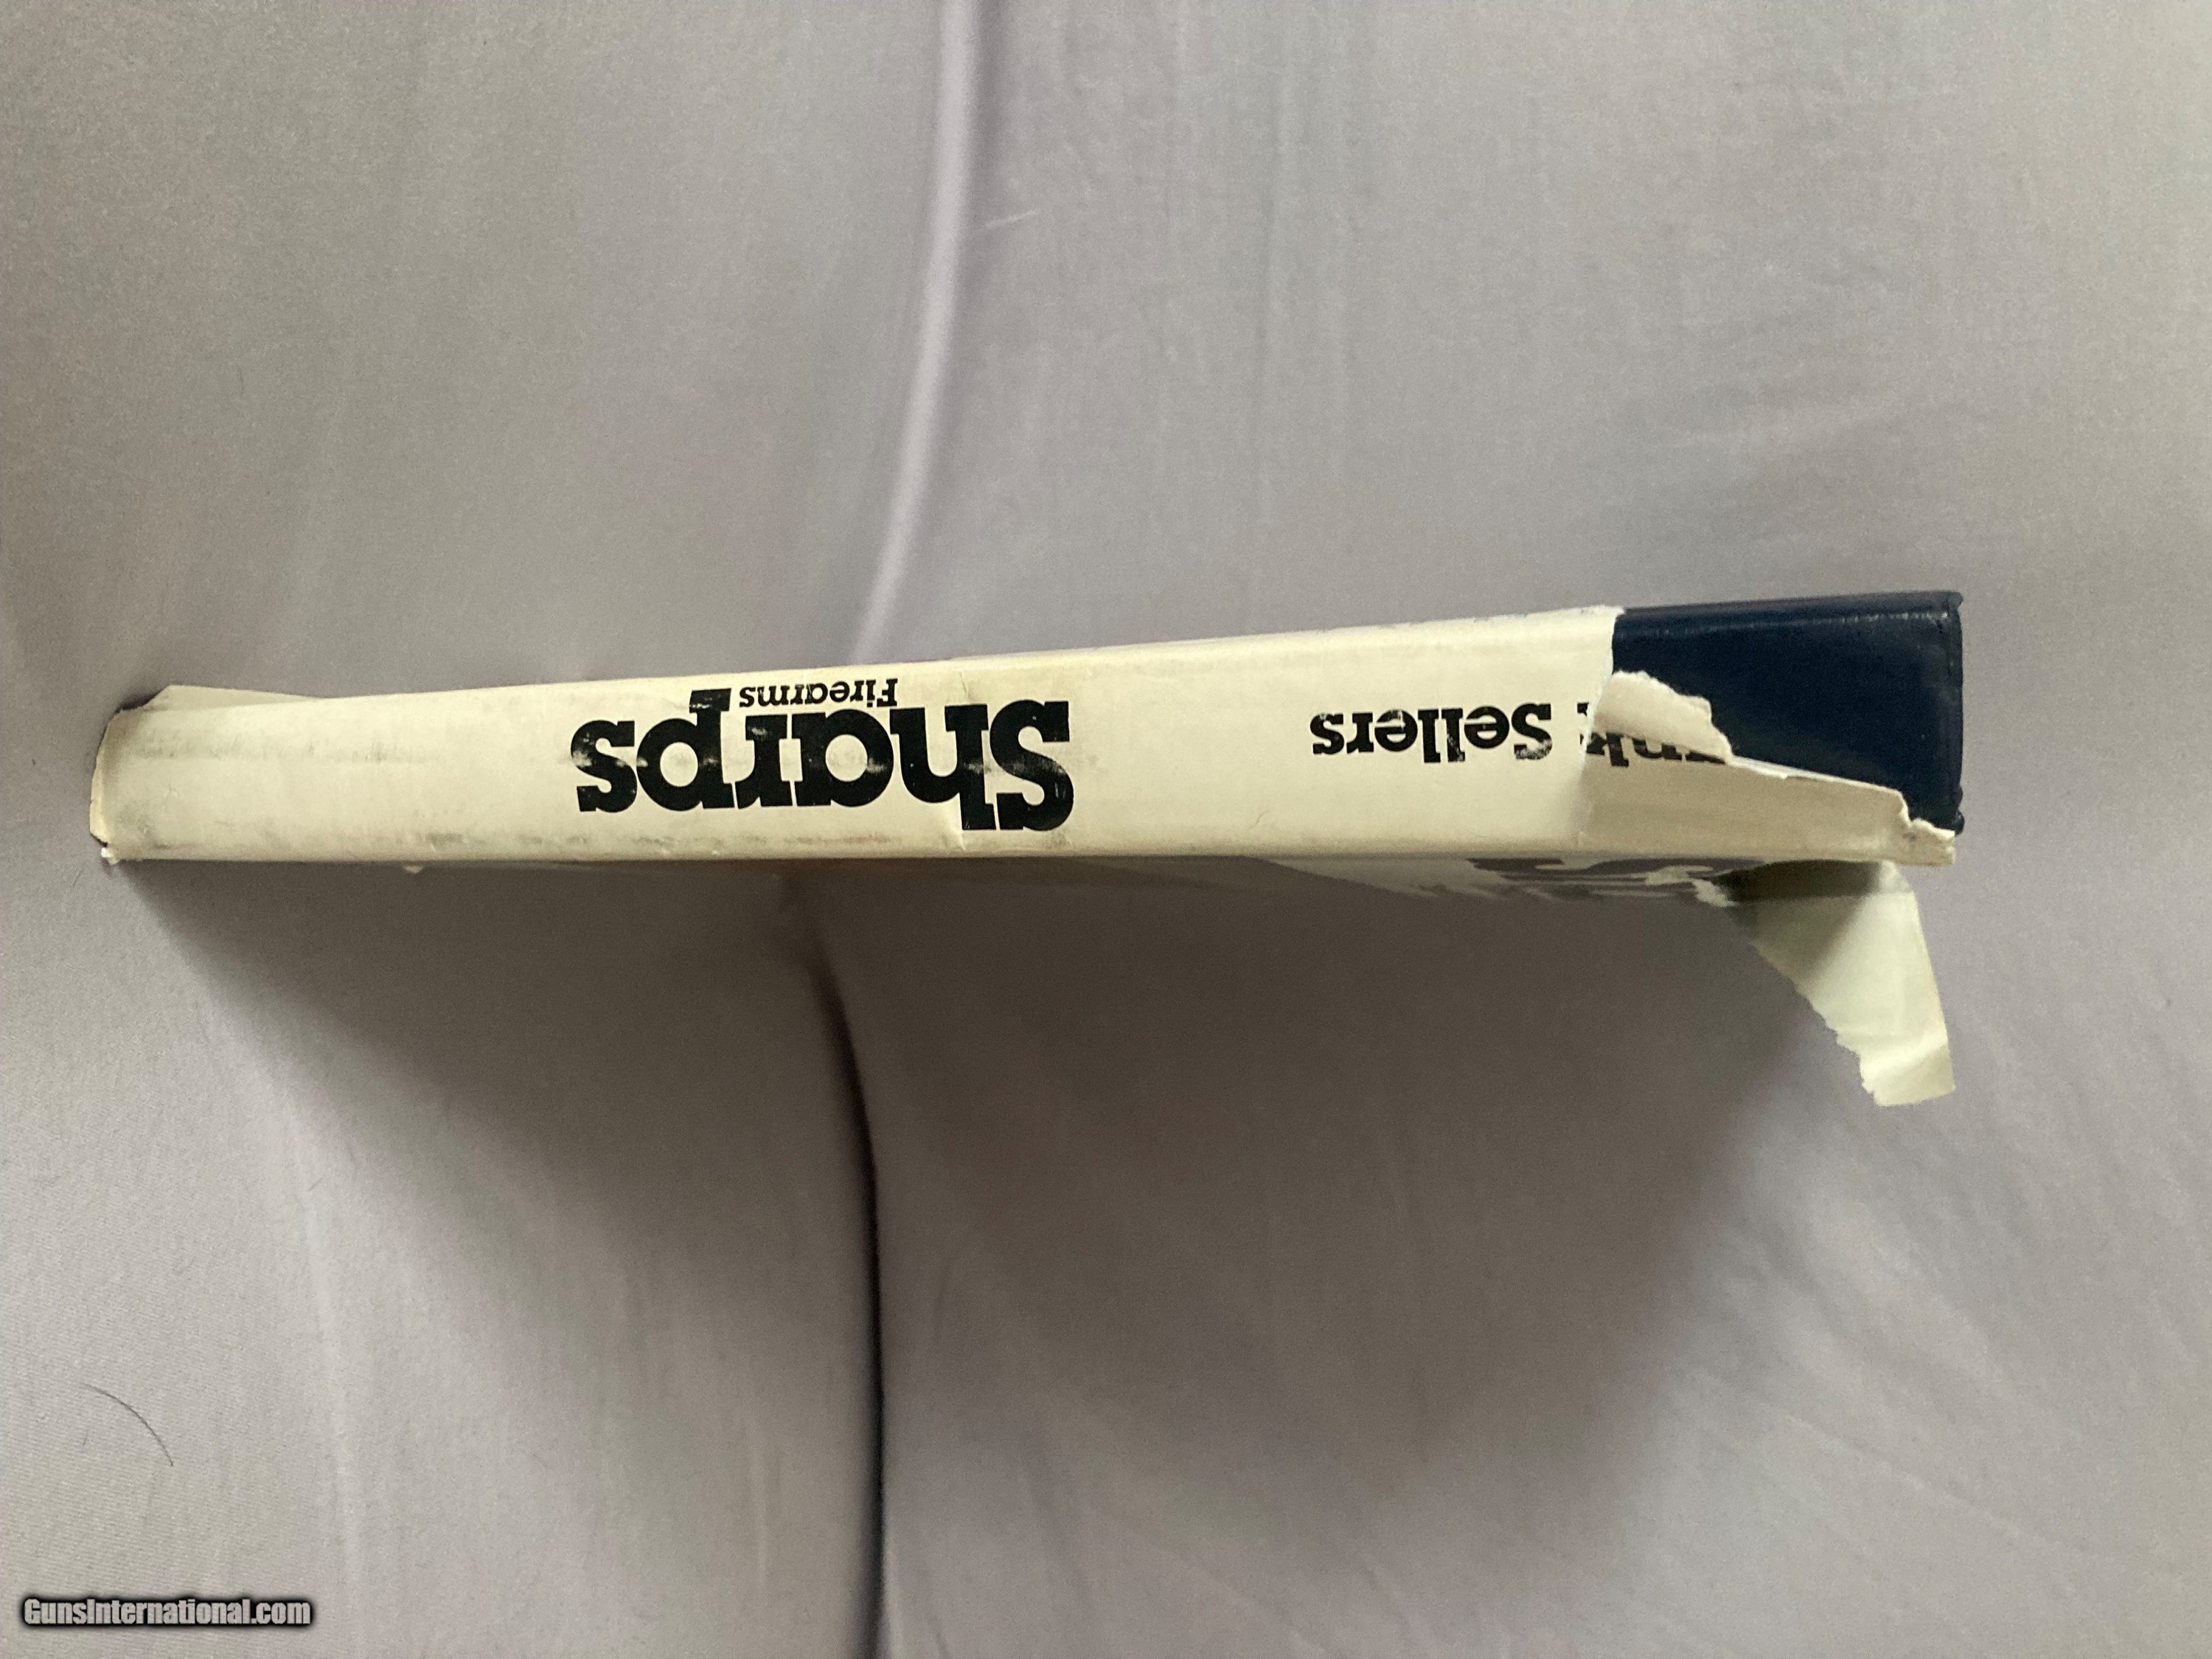 Sellers
Sharps
Firearms
GunsInternational.com